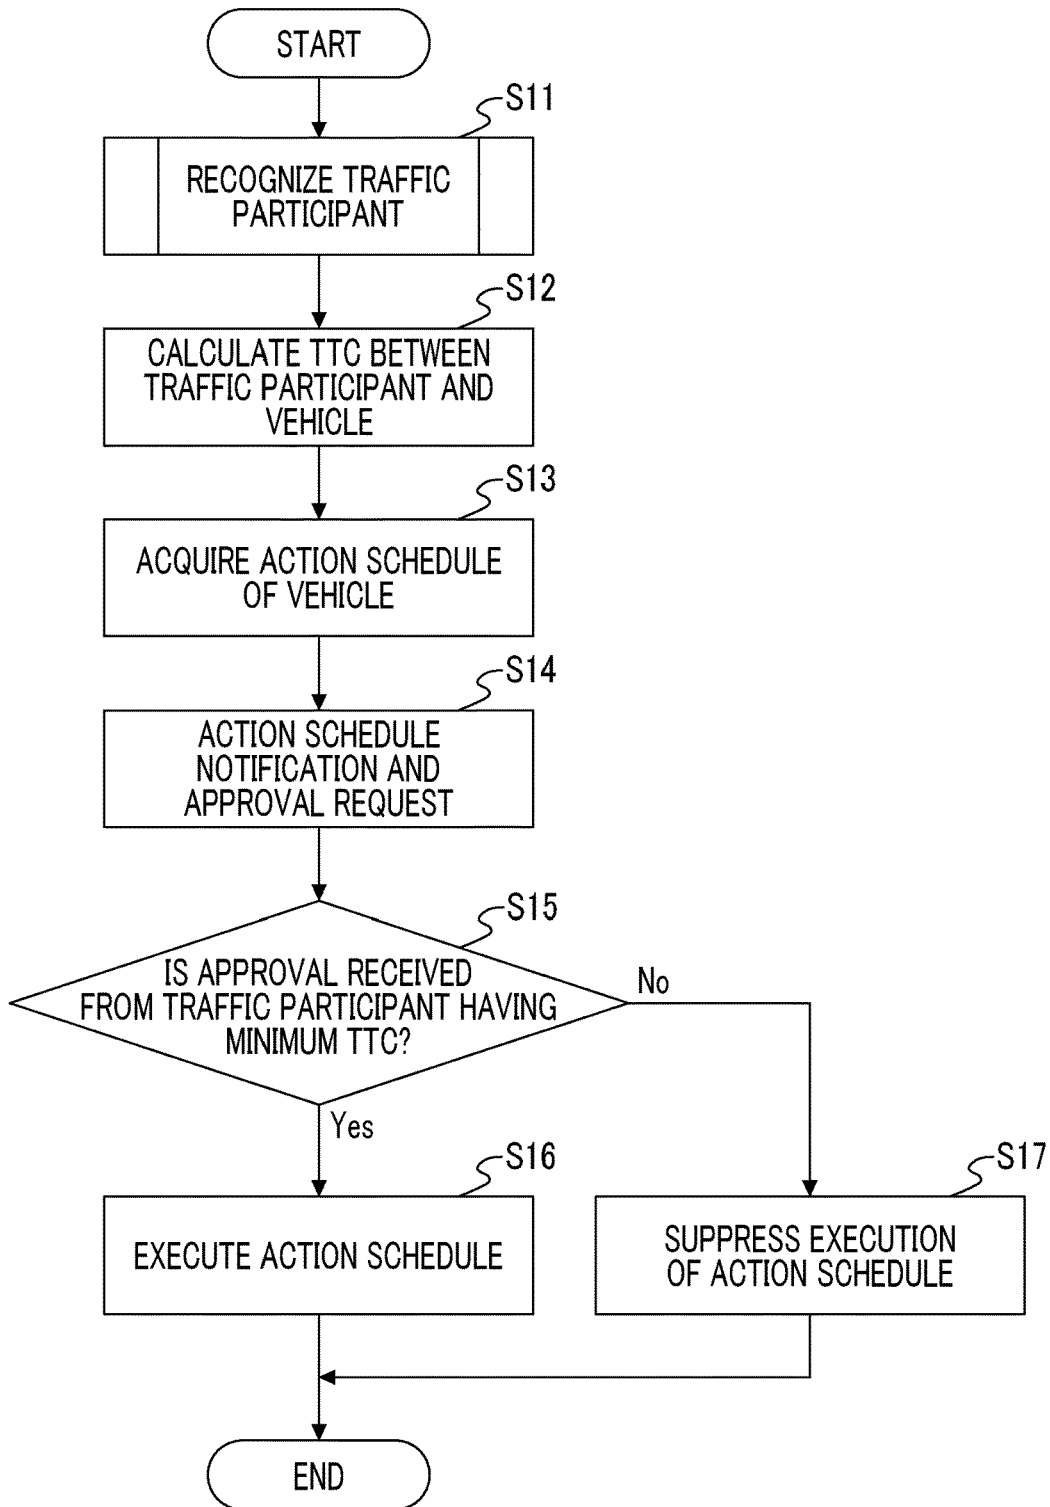 START
S11
RECOGNIZE TRAFFIC
PARTICIPANT
S12
CALCULATE TTC BETWEEN
TRAFFIC PARTICIPANT AND
VEHICLE
S13
ACQUIRE ACTION SCHEDULE
OF VEHICLE
S14
ACTION SCHEDULE
NOTIFICATION AND
APPROVAL REQUEST
S15
IS APPROVAL RECEIVED
FROM TRAFFIC PARTICIPANT HAVING
MINIMUM TTC?
No
Yes
S16
EXECUTE ACTION SCHEDULE
S17
SUPPRESS EXECUTION
OF ACTION SCHEDULE
END